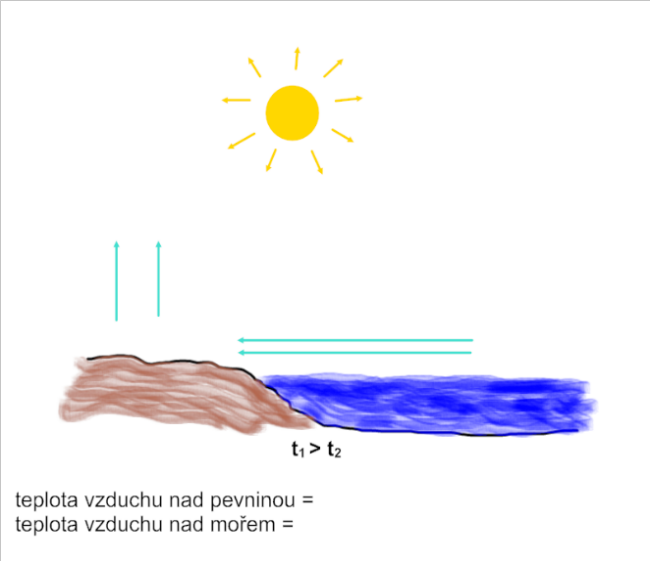 t₁ > t₂
teplota vzduchu nad pevninou =
teplota vzduchu nad mořem =